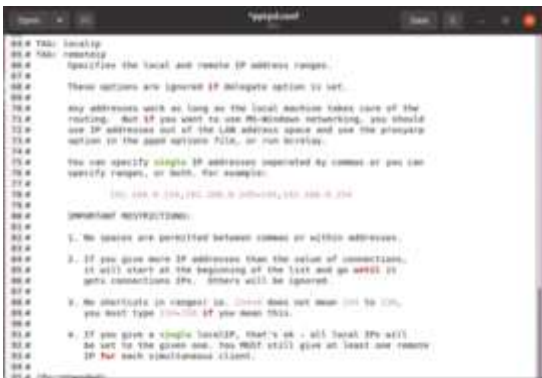 *pptpd.conf
Save
# TAG: localip
# TAG: remoteip
# Specifies the local and remote IP address ranges.
#
# These options are ignored if delegate option is set.
#
# Any addresses work as long as the local machine takes care of the
# routing. But if you want to use MS-Windows networking, you should
# use IP addresses out of the LAN address space and use the proxyarp
# option in the pppd options file, or run bcrelay.
#
# You can specify single IP addresses seperated by commas or you can
# specify ranges, or both. For example:
#
#
# IMPORTANT RESTRICTIONS:
#
# 1. No spaces are permitted between commas or within addresses.
#
# 2. If you give more IP addresses than the value of connections,
# it will start at the beginning of the list and go until it
# gets connections IPs. Others will be ignored.
#
# 3. No shortcuts in ranges! ie. does not mean to
# you must type if you mean this.
#
# 4. If you give a single localIP, that's ok - all local IPs will
# be set to the given one. You MUST still give at least one remote
# IP for each simultaneous client.
#